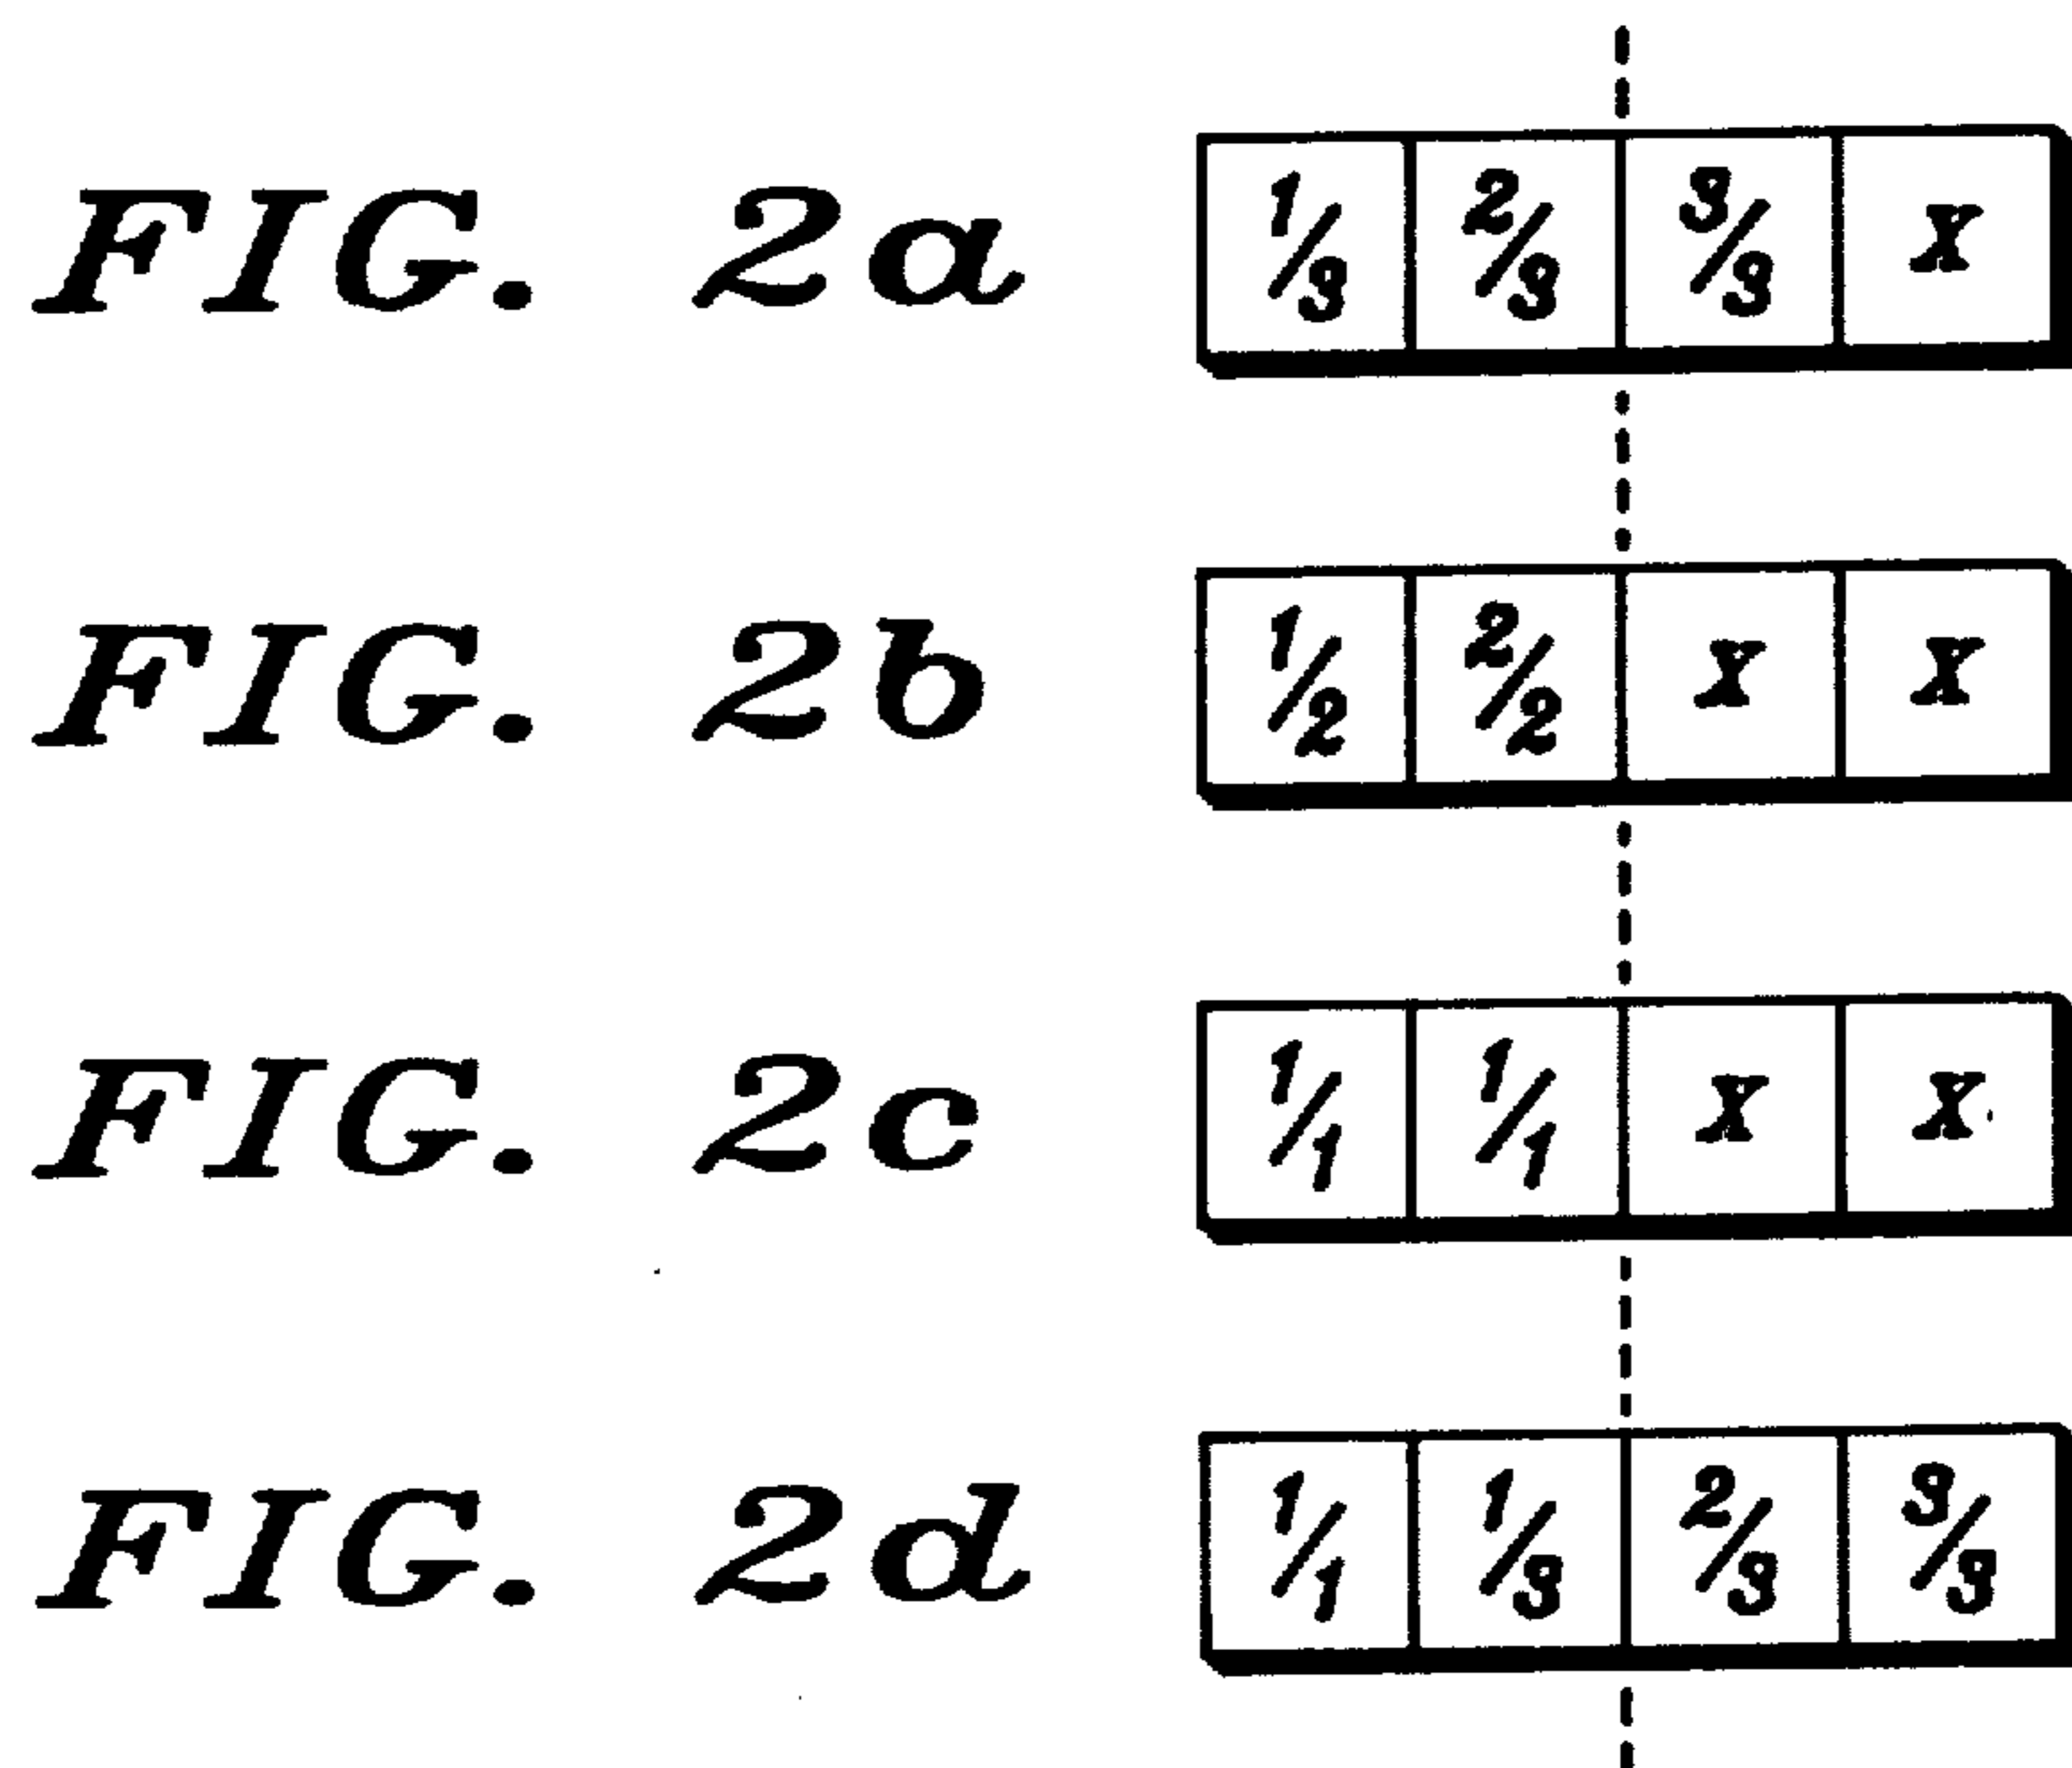 FIG. 2a 1/3 2/3 3/3 X
FIG. 2b 1/2 2/2 X X
FIG. 2c 1/1 1/1 X X
FIG. 2d 1/1 1/3 2/3 3/3